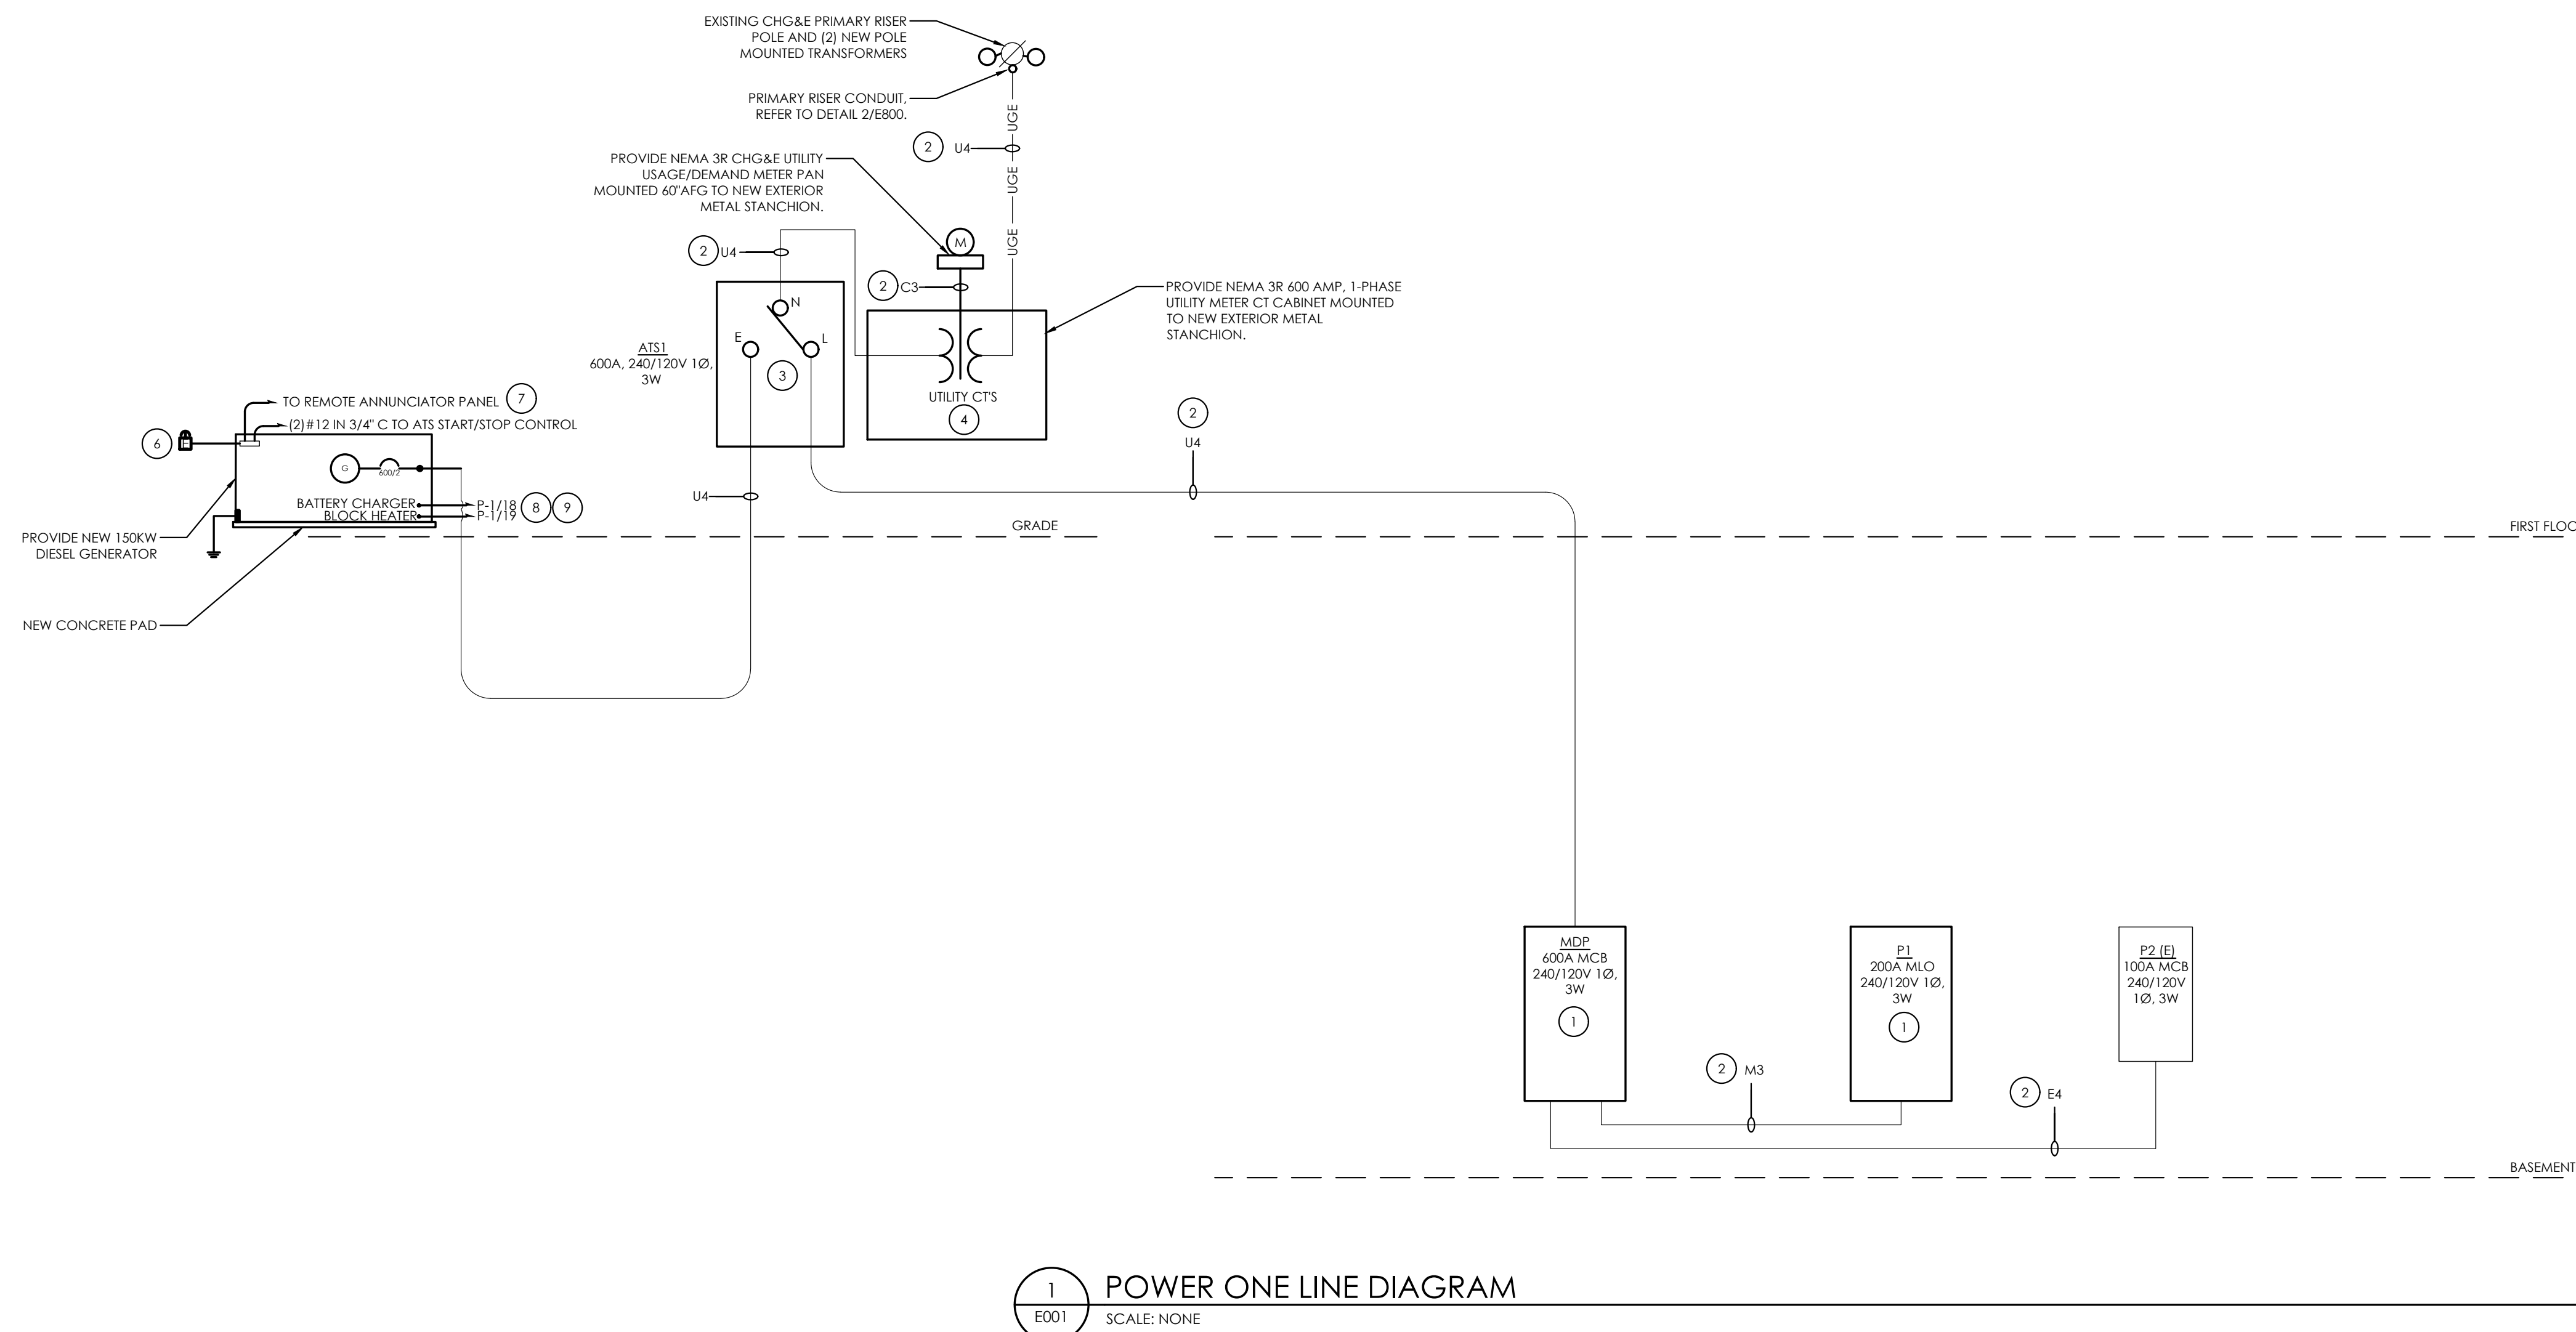 EXISTING CHG&E PRIMARY RISER
POLE AND (2) NEW POLE
MOUNTED TRANSFORMERS
PRIMARY RISER CONDUIT,
REFER TO DETAIL 2/E800.
UGE
2 U4
UGE
UGE
PROVIDE NEMA 3R CHG&E UTILITY
USAGE/DEMAND METER PAN
MOUNTED 60"AFG TO NEW EXTERIOR
METAL STANCHION.
2 U4
M
2 C3
PROVIDE NEMA 3R 600 AMP, 1-PHASE
UTILITY METER CT CABINET MOUNTED
TO NEW EXTERIOR METAL
STANCHION.
N
E
L
3
ATS1
600A, 240/120V 1Ø,
3W
UTILITY CT'S
4
TO REMOTE ANNUNCIATOR PANEL 7
(2)#12 IN 3/4" C TO ATS START/STOP CONTROL
6
E
G
600/2
BATTERY CHARGER P-1/18
BLOCK HEATER P-1/19
8 9
U4
2
U4
PROVIDE NEW 150KW
DIESEL GENERATOR
NEW CONCRETE PAD
GRADE
FIRST FLOO
MDP
600A MCB
240/120V 1Ø,
3W
1
P1
200A MLO
240/120V 1Ø,
3W
1
P2 (E)
100A MCB
240/120V
1Ø, 3W
2 M3
2 E4
BASEMENT
1
E001
POWER ONE LINE DIAGRAM
SCALE: NONE